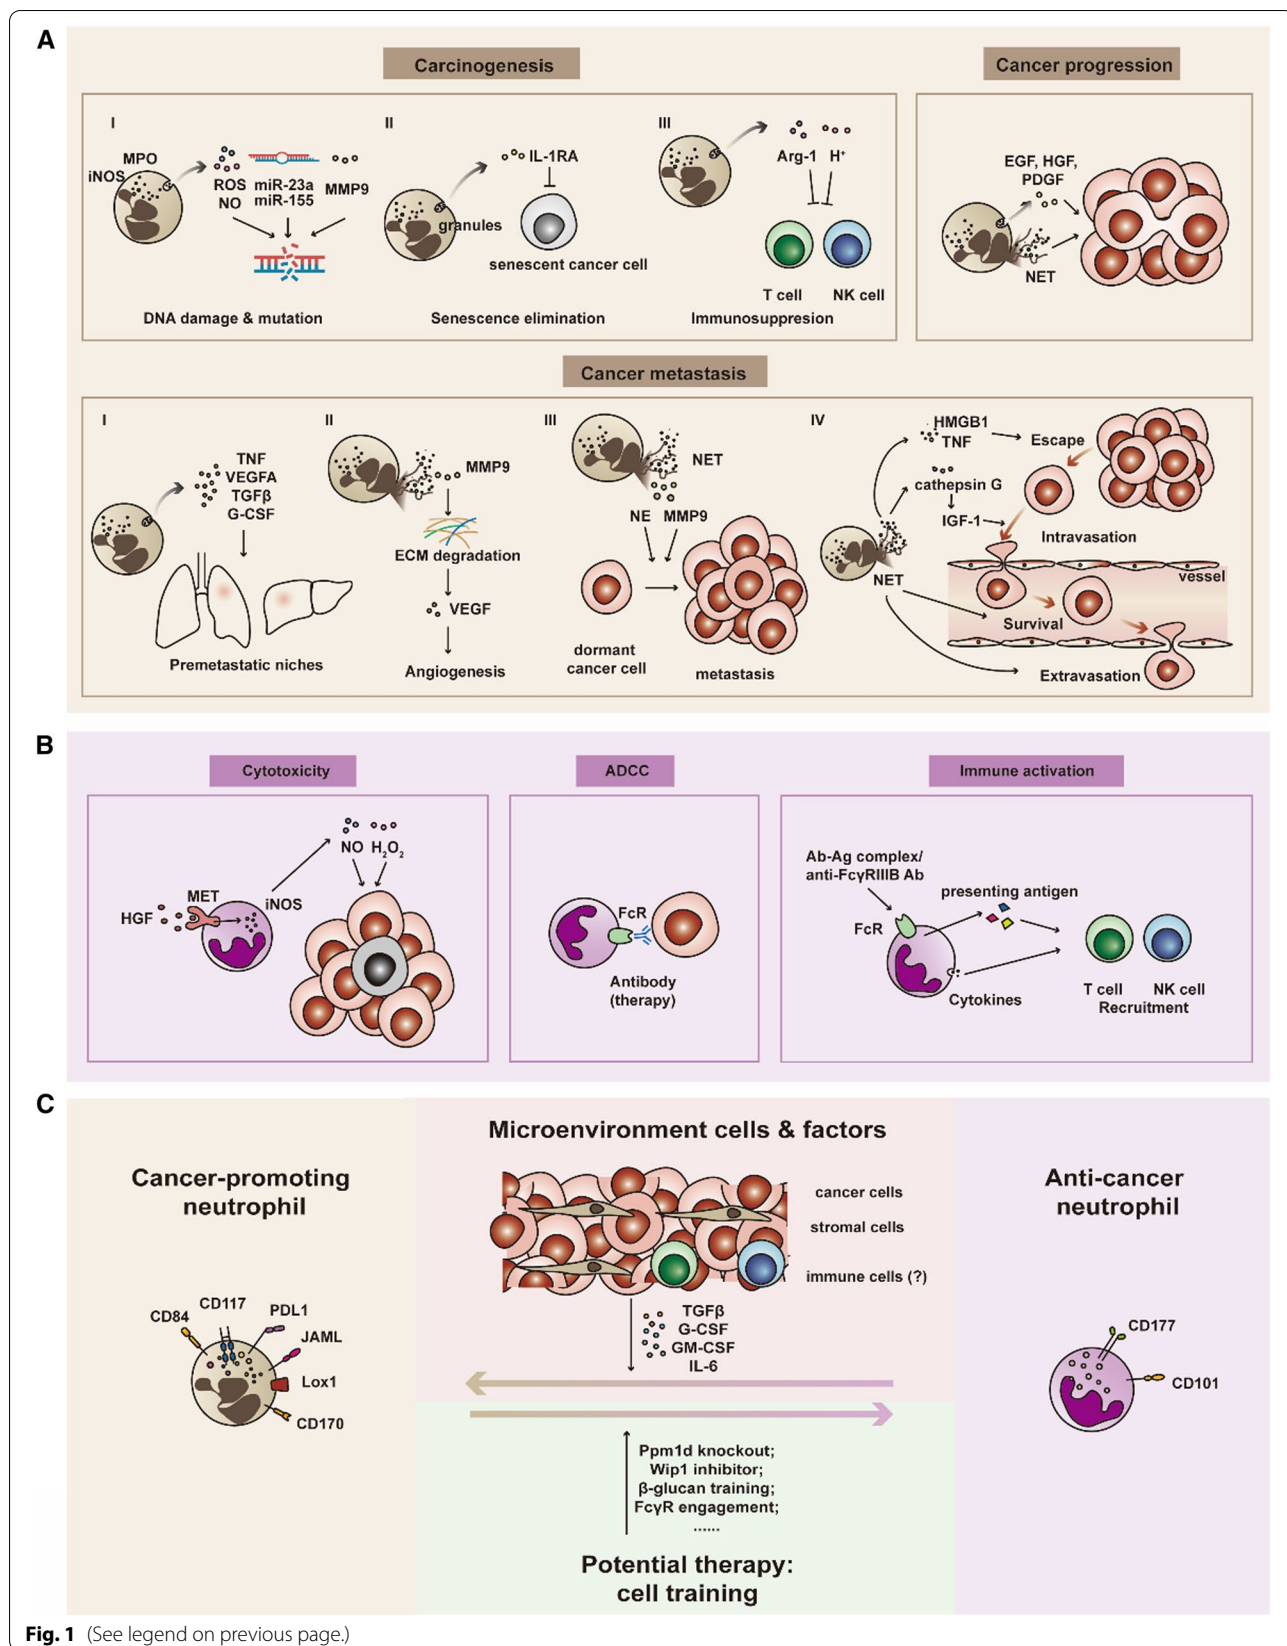 A
Carcinogenesis
Cancer progression
I
II
III
MPO
iNOS
ROS
NO
miR-23a
miR-155
MMP9
DNA damage & mutation
IL-1RA
granules
senescent cancer cell
Senescence elimination
Arg-1 H+
T cell
NK cell
Immunosuppresion
EGF, HGF,
PDGF
NET
Cancer metastasis
I
II
III
IV
TNF
VEGFA
TGFβ
G-CSF
Premetastatic niches
MMP9
ECM degradation
VEGF
Angiogenesis
NET
NE MMP9
dormant
cancer cell
metastasis
HMGB1
TNF
Escape
cathepsin G
IGF-1
Intravasation
NET
vessel
Survival
Extravasation
B
Cytotoxicity
ADCC
Immune activation
NO H2O2
MET
iNOS
HGF
FcR
Antibody
(therapy)
Ab-Ag complex/
anti-FcγRIIIB Ab
presenting antigen
FcR
Cytokines
T cell
NK cell
Recruitment
C
Microenvironment cells & factors
Cancer-promoting
neutrophil
Anti-cancer
neutrophil
cancer cells
stromal cells
immune cells (?)
CD84
CD117
PDL1
JAML
Lox1
CD170
TGFβ
G-CSF
GM-CSF
IL-6
CD177
CD101
Ppm1d knockout;
Wip1 inhibitor;
β-glucan training;
FcγR engagement;
......
Potential therapy:
cell training
Fig. 1 (See legend on previous page.)